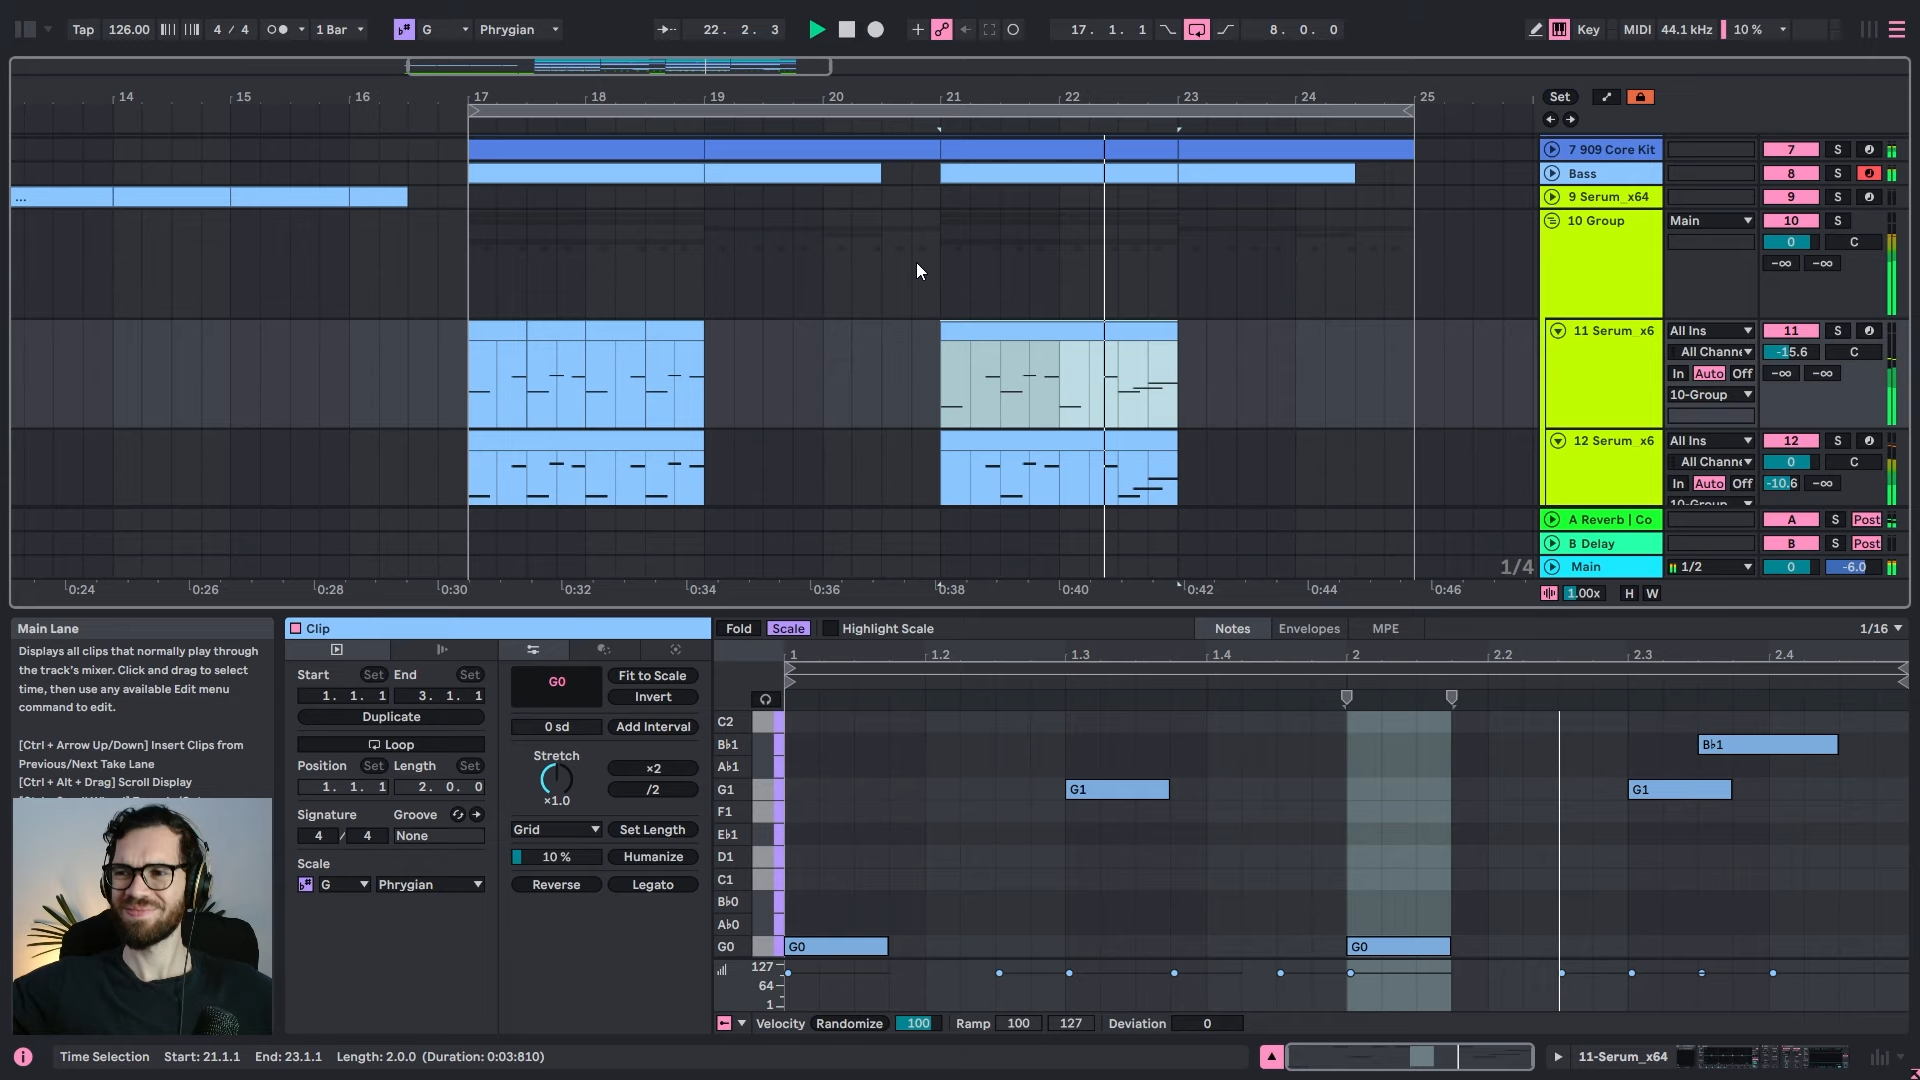 Tap 126.00 4 / 4 1 Bar G Phrygian 22. 2. 3 17. 1. 1 8. 0. 0 Key MIDI 44.1 kHz 10 %
14 15 16 17 18 19 20 21 22 23 24 25 Set
7 909 Core Kit 7 S
Bass 8 S
... 9 Serum_x64 9 S
10 Group Main 10 S
0 C
-∞ -∞
11 Serum_x6 All Ins 11 S
All Channe -15.6 C
In Auto Off -∞ -∞
10-Group
12 Serum_x6 All Ins 12 S
All Channe 0 C
In Auto Off -10.6 -∞
10-Group
A Reverb | Co A S Post
B Delay B S Post
1/4 Main 1/2 0 -6.0
0:24 0:26 0:28 0:30 0:32 0:34 0:36 0:38 0:40 0:42 0:44 0:46 1.00x H W
Main Lane
Displays all clips that normally play through
the track's mixer. Click and drag to select
time, then use any available Edit menu
command to edit.
[Ctrl + Arrow Up/Down] Insert Clips from
Previous/Next Take Lane
[Ctrl + Alt + Drag] Scroll Display
Clip
Start Set End Set
1. 1. 1 3. 1. 1
Duplicate
Loop
Position Set Length Set
1. 1. 1 2. 0. 0
Signature Groove
4 / 4 None
Scale
G Phrygian
G0 Fit to Scale
Invert
0 sd Add Interval
Stretch
×2
/2
×1.0
Grid Set Length
10 % Humanize
Reverse Legato
Fold Scale Highlight Scale Notes Envelopes MPE 1/16
1 1.2 1.3 1.4 2 2.2 2.3 2.4
C2
B♭1 B♭1
A♭1
G1 G1 G1
F1
E♭1
D1
C1
B♭0
A♭0
G0 G0 G0
127
64
1
Velocity Randomize 100 Ramp 100 127 Deviation 0
Time Selection Start: 21.1.1 End: 23.1.1 Length: 2.0.0 (Duration: 0:03:810) 11-Serum_x64